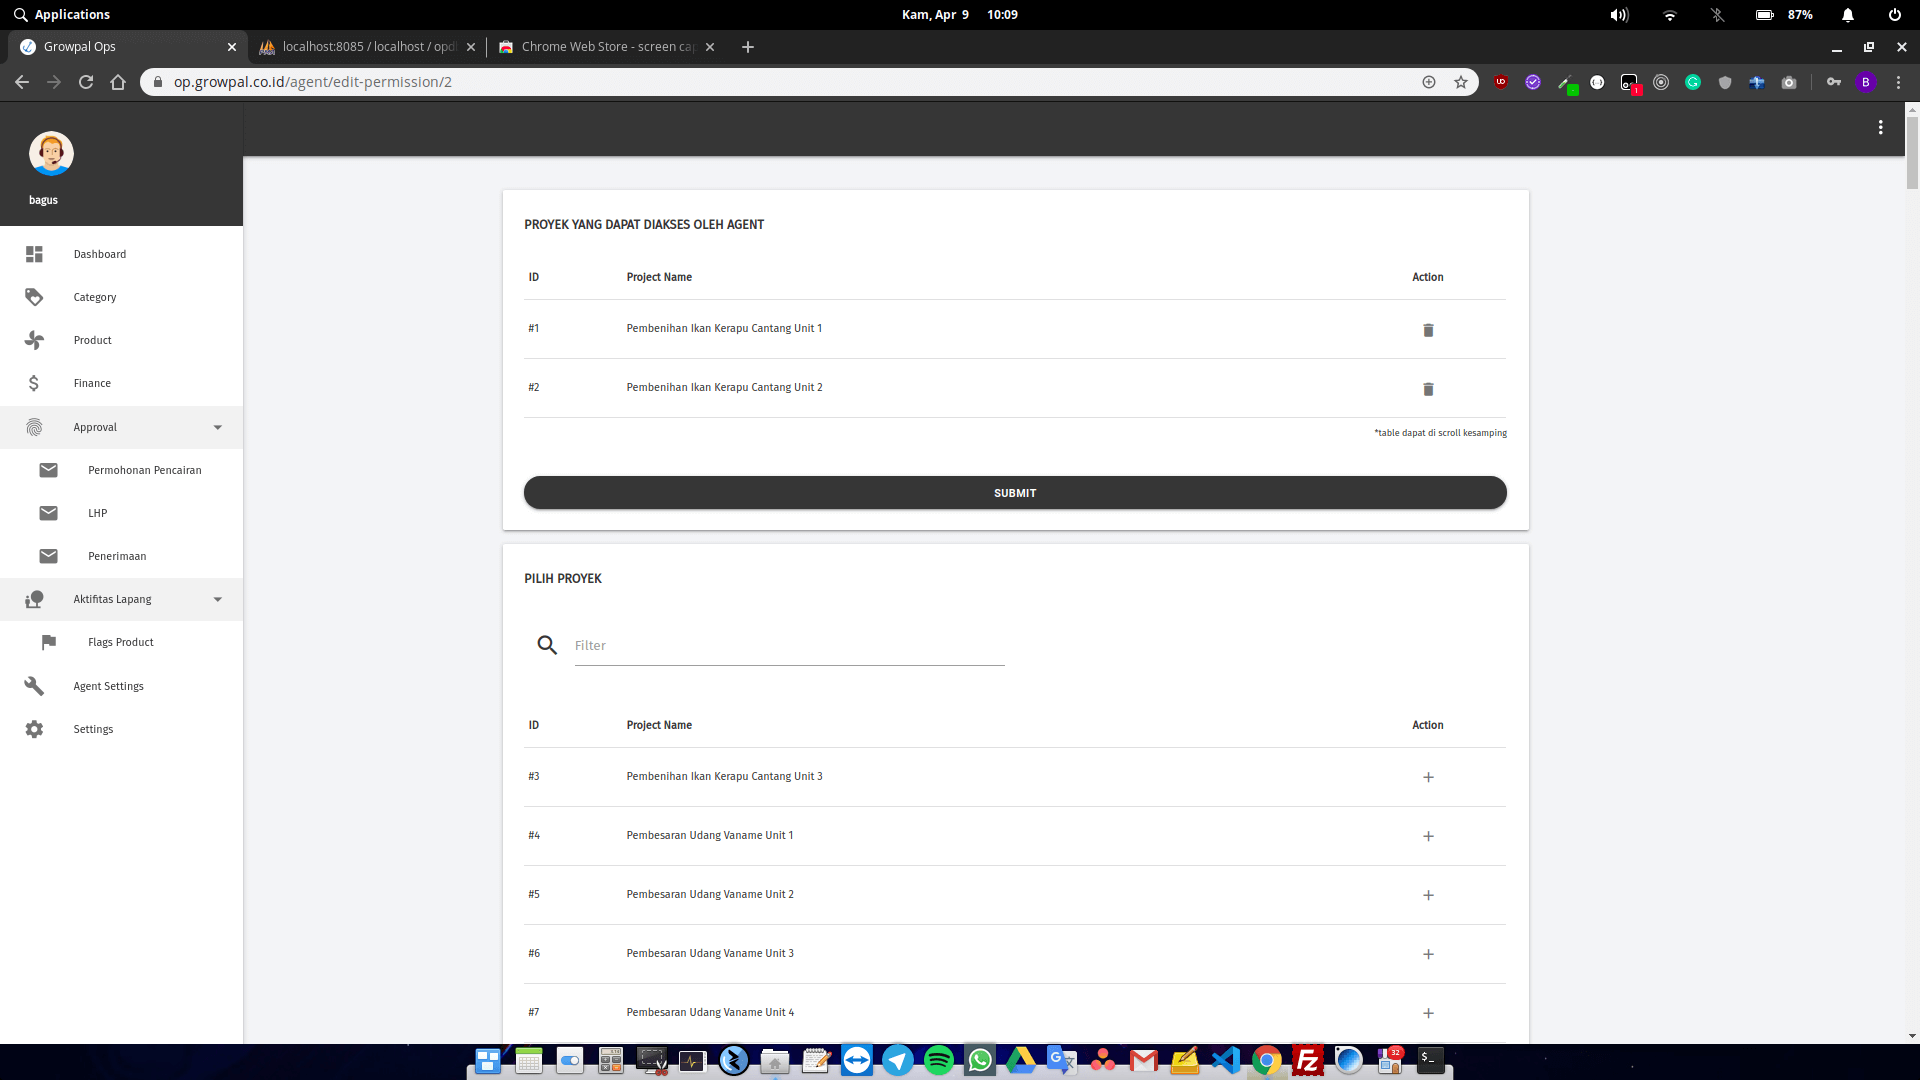 Applications
Kam, Apr 9 10:09
87%
Growpal Ops
localhost:8085 / localhost / opd
Chrome Web Store - screen ca
op.growpal.co.id/agent/edit-permission/2
B
bagus
Dashboard
Category
Product
Finance
Approval
Permohonan Pencairan
LHP
Penerimaan
Aktifitas Lapang
Flags Product
Agent Settings
Settings
PROYEK YANG DAPAT DIAKSES OLEH AGENT
ID Project Name Action
#1 Pembenihan Ikan Kerapu Cantang Unit 1
#2 Pembenihan Ikan Kerapu Cantang Unit 2
*table dapat di scroll kesamping
SUBMIT
PILIH PROYEK
Filter
ID Project Name Action
#3 Pembenihan Ikan Kerapu Cantang Unit 3
#4 Pembesaran Udang Vaname Unit 1
#5 Pembesaran Udang Vaname Unit 2
#6 Pembesaran Udang Vaname Unit 3
#7 Pembesaran Udang Vaname Unit 4
32